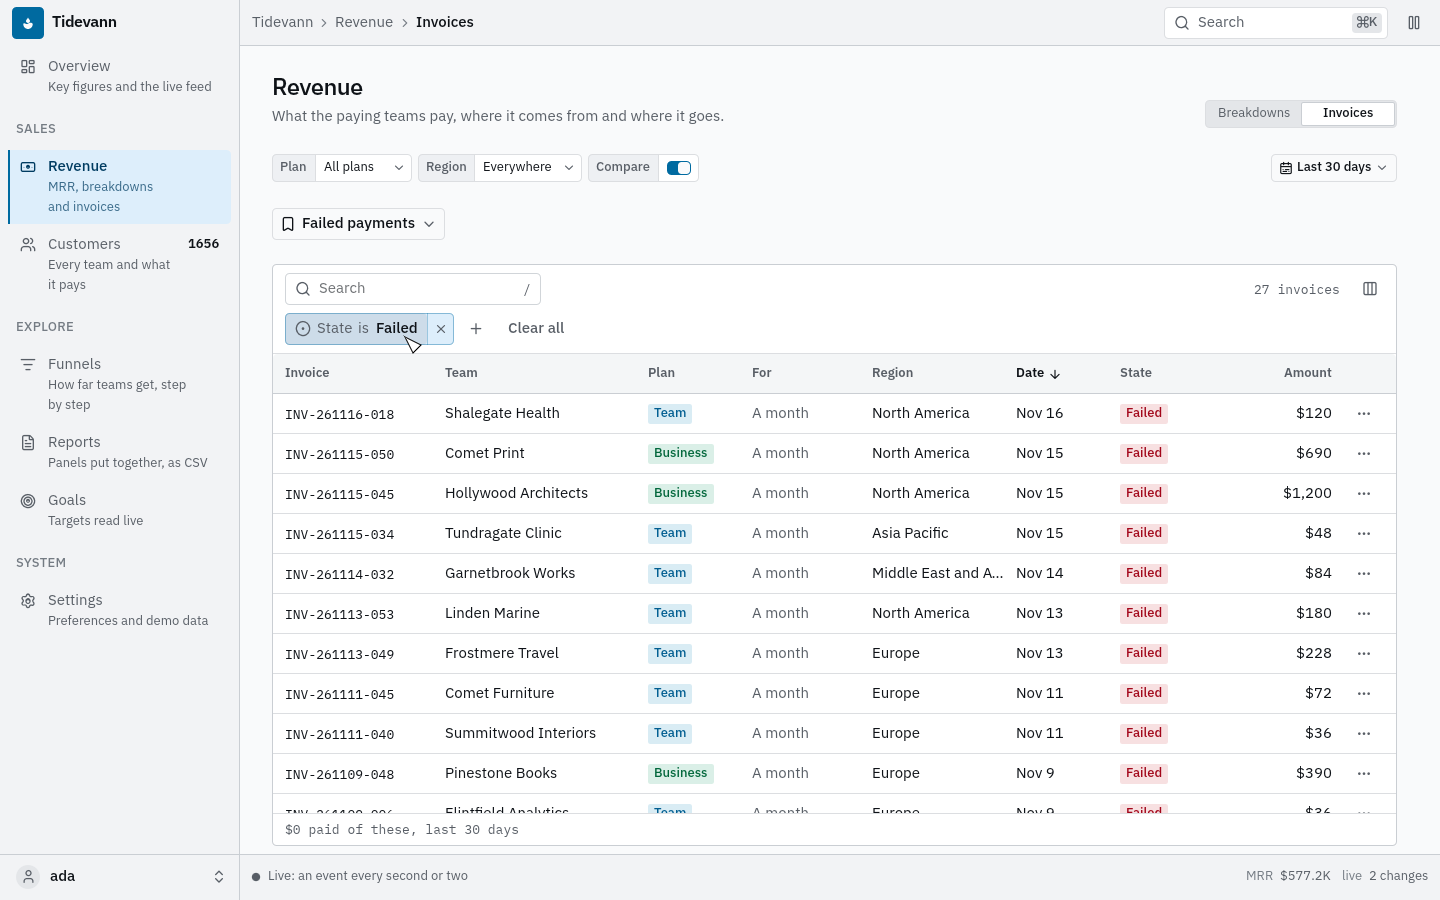 Tidevann
Tidevann > Revenue > Invoices
Search ⌘K
Overview
Key figures and the live feed
SALES
Revenue
MRR, breakdowns
and invoices
Customers 1656
Every team and what
it pays
EXPLORE
Funnels
How far teams get, step
by step
Reports
Panels put together, as CSV
Goals
Targets read live
SYSTEM
Settings
Preferences and demo data
ada
Revenue
What the paying teams pay, where it comes from and where it goes.
Breakdowns Invoices
Plan All plans Region Everywhere Compare Last 30 days
Failed payments
Search / 27 invoices
State is Failed × + Clear all
Invoice Team Plan For Region Date ↓ State Amount
INV-261116-018 Shalegate Health Team A month North America Nov 16 Failed $120
INV-261115-050 Comet Print Business A month North America Nov 15 Failed $690
INV-261115-045 Hollywood Architects Business A month North America Nov 15 Failed $1,200
INV-261115-034 Tundragate Clinic Team A month Asia Pacific Nov 15 Failed $48
INV-261114-032 Garnetbrook Works Team A month Middle East and A... Nov 14 Failed $84
INV-261113-053 Linden Marine Team A month North America Nov 13 Failed $180
INV-261113-049 Frostmere Travel Team A month Europe Nov 13 Failed $228
INV-261111-045 Comet Furniture Team A month Europe Nov 11 Failed $72
INV-261111-040 Summitwood Interiors Team A month Europe Nov 11 Failed $36
INV-261109-048 Pinestone Books Business A month Europe Nov 9 Failed $390
Flintfield Analytics Team A month Europe Nov 9 Failed $36
$0 paid of these, last 30 days
Live: an event every second or two
MRR $577.2K live 2 changes